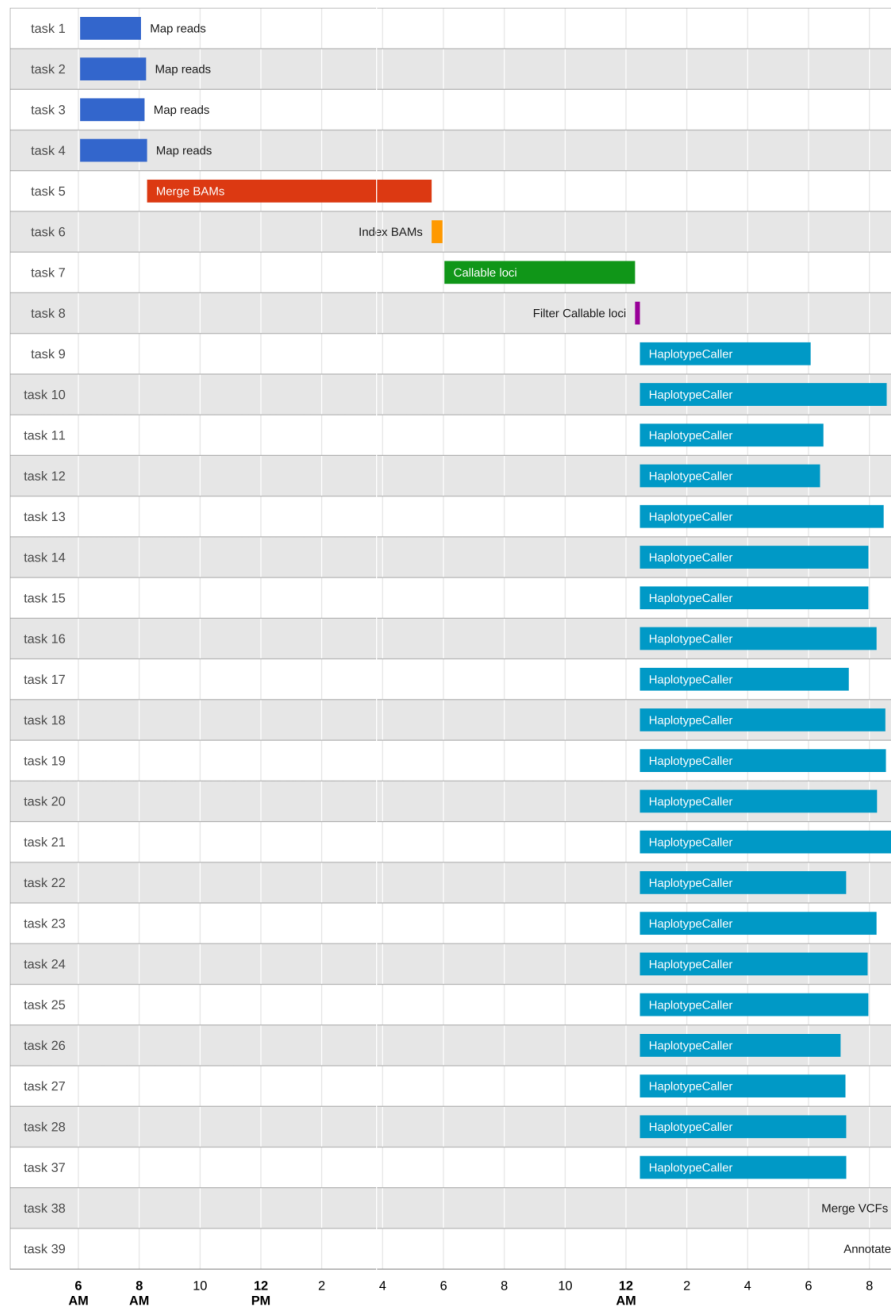 task 1 Map reads
task 2 Map reads
task 3 Map reads
task 4 Map reads
task 5 Merge BAMs
task 6 Index BAMs
task 7 Callable loci
task 8 Filter Callable loci
task 9 HaplotypeCaller
task 10 HaplotypeCaller
task 11 HaplotypeCaller
task 12 HaplotypeCaller
task 13 HaplotypeCaller
task 14 HaplotypeCaller
task 15 HaplotypeCaller
task 16 HaplotypeCaller
task 17 HaplotypeCaller
task 18 HaplotypeCaller
task 19 HaplotypeCaller
task 20 HaplotypeCaller
task 21 HaplotypeCaller
task 22 HaplotypeCaller
task 23 HaplotypeCaller
task 24 HaplotypeCaller
task 25 HaplotypeCaller
task 26 HaplotypeCaller
task 27 HaplotypeCaller
task 28 HaplotypeCaller
task 37 HaplotypeCaller
task 38 Merge VCFs
task 39 Annotate
6 8 10 12 2 4 6 8 10 12 2 4 6 8
AM AM PM AM